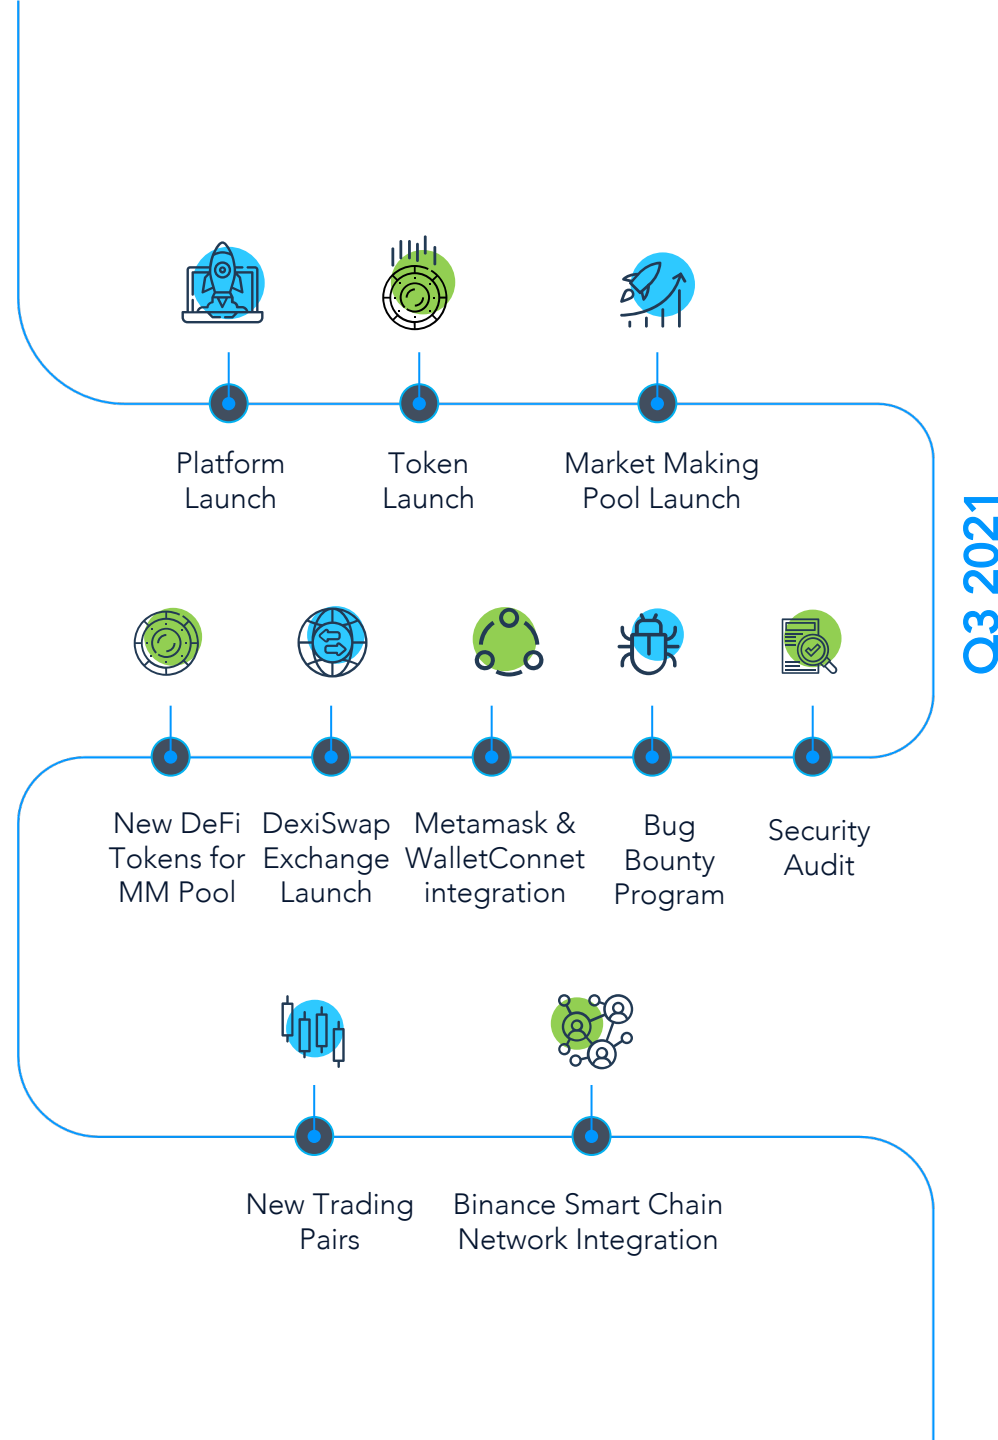 Platform
Launch
Token
Launch
Market Making
Pool Launch
Q3 2021
New DeFi
Tokens for
MM Pool
DexiSwap
Exchange
Launch
Metamask &
WalletConnet
integration
Bug
Bounty
Program
Security
Audit
New Trading
Pairs
Binance Smart Chain
Network Integration